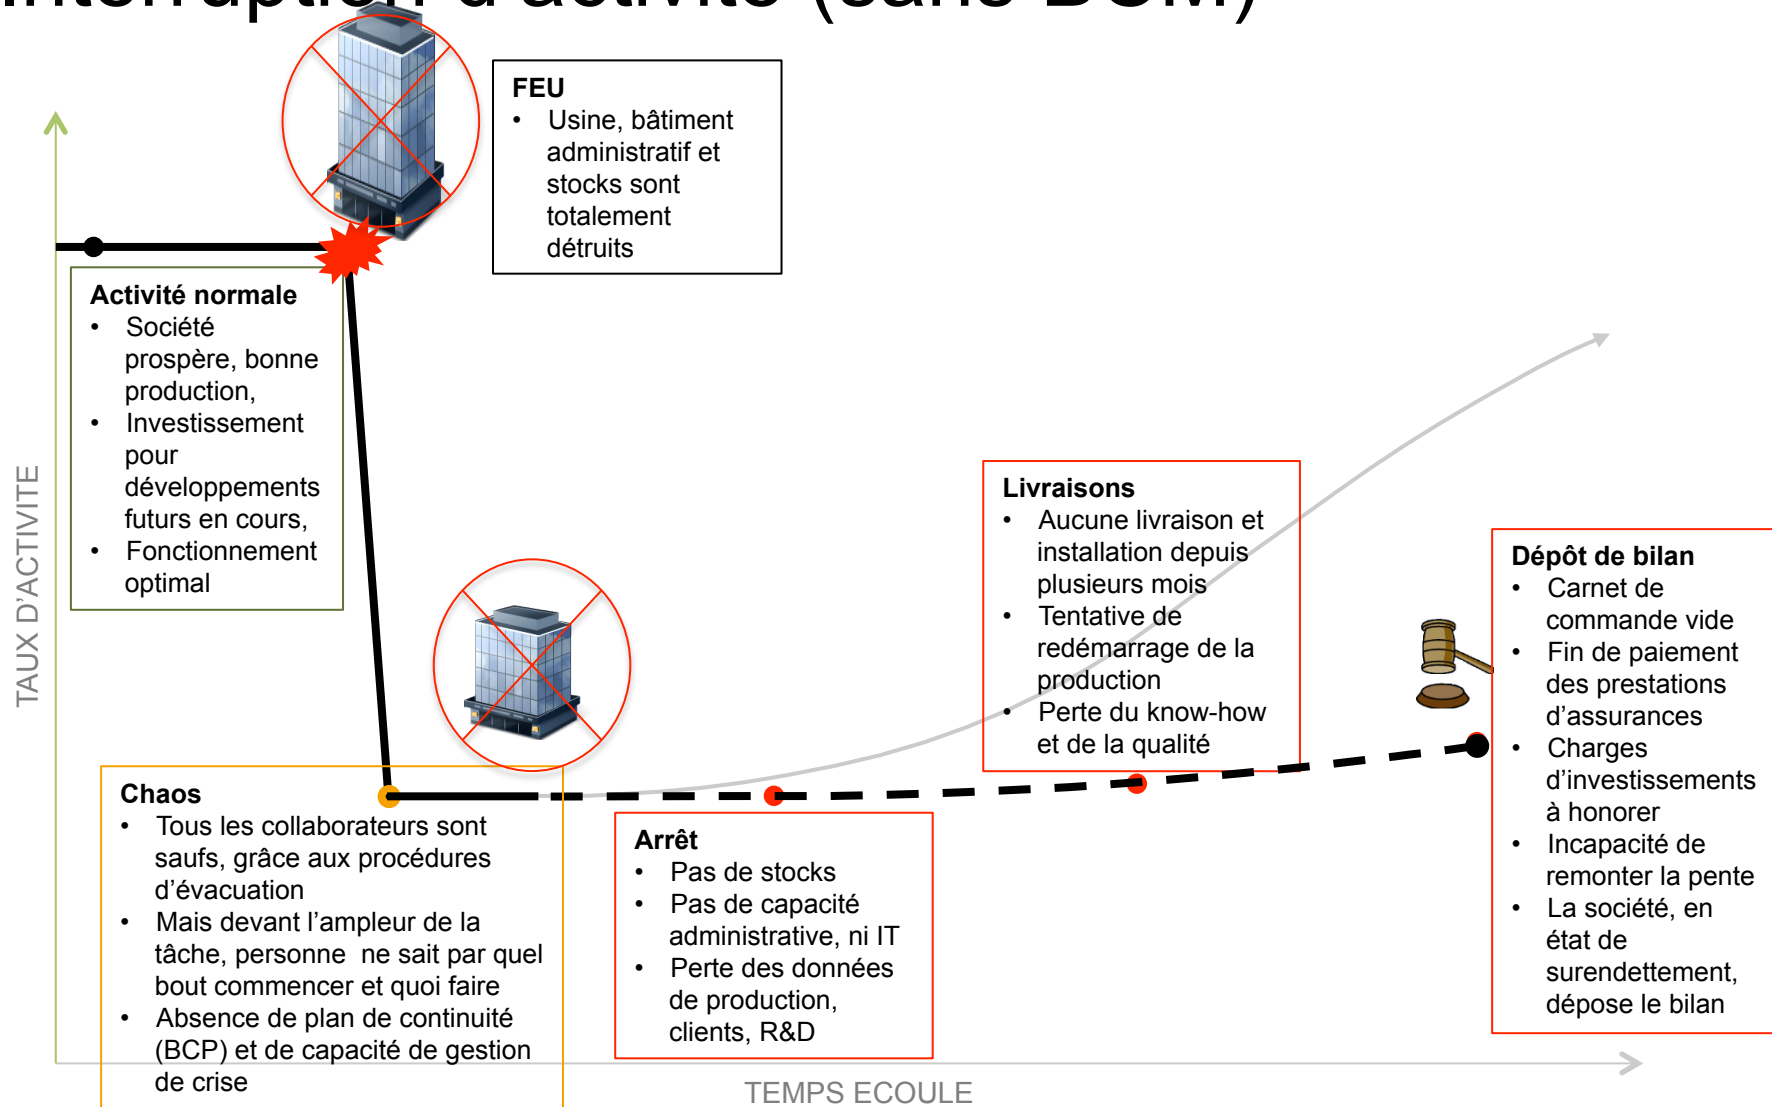 Interruption d'activité (sans BCM)
FEU
• Usine, bâtiment
administratif et
stocks sont
totalement
détruits
Activité normale
• Société
prospère, bonne
production,
• Investissement
pour
développements
futurs en cours,
• Fonctionnement
optimal
TAUX D'ACTIVITE
Chaos
• Tous les collaborateurs sont
saufs, grâce aux procédures
d'évacuation
• Mais devant l'ampleur de la
tâche, personne  ne sait par quel
bout commencer et quoi faire
• Absence de plan de continuité
(BCP) et de capacité de gestion
de crise
Arrêt
• Pas de stocks
• Pas de capacité
administrative, ni IT
• Perte des données
de production,
clients, R&D
Livraisons
• Aucune livraison et
installation depuis
plusieurs mois
• Tentative de
redémarrage de la
production
• Perte du know-how
et de la qualité
Dépôt de bilan
• Carnet de
commande vide
• Fin de paiement
des prestations
d'assurances
• Charges
d'investissements
à honorer
• Incapacité de
remonter la pente
• La société, en
état de
surendettement,
dépose le bilan
TEMPS ECOULE